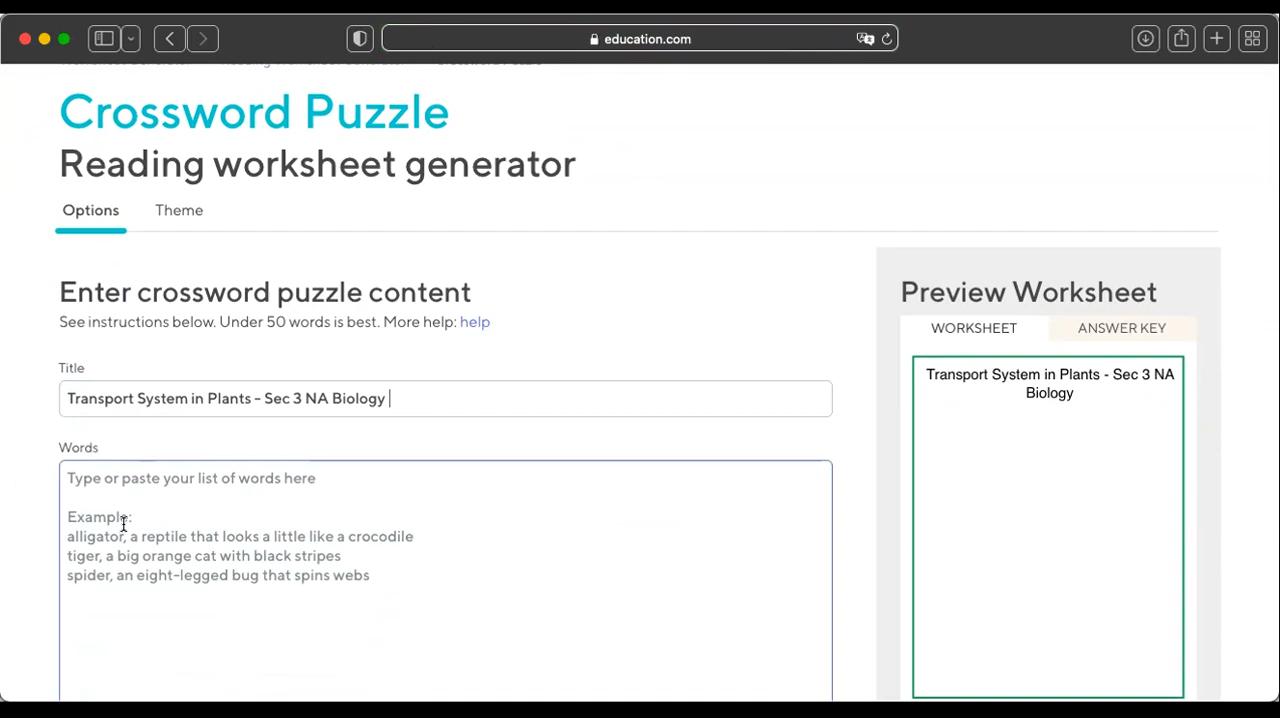 education.com
Crossword Puzzle
Reading worksheet generator
Options Theme
Enter crossword puzzle content
See instructions below. Under 50 words is best. More help: help
Title
Transport System in Plants - Sec 3 NA Biology
Words
Type or paste your list of words here
Example:
alligator, a reptile that looks a little like a crocodile
tiger, a big orange cat with black stripes
spider, an eight-legged bug that spins webs
Preview Worksheet
WORKSHEET ANSWER KEY
Transport System in Plants - Sec 3 NA
Biology